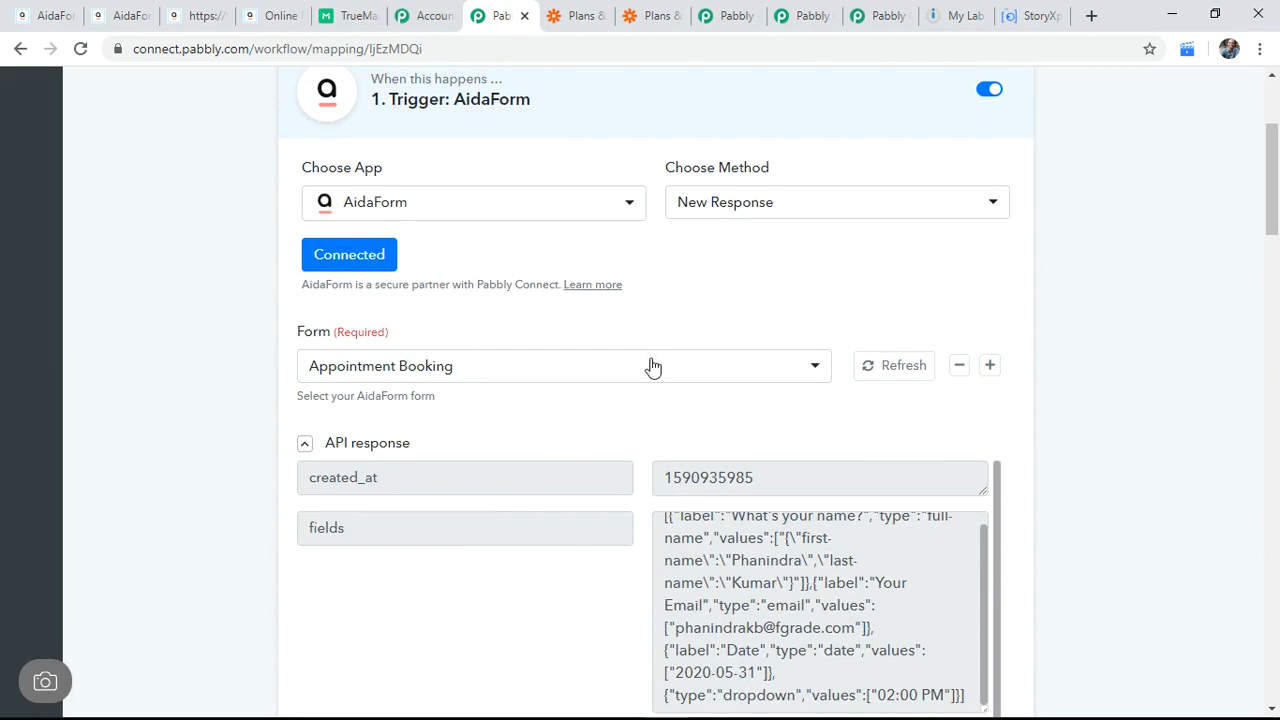 AidaFor
AidaFor
https://
Online
TrueMa
Accoun
Pab
Plans &
Plans &
Pabbly
Pabbly
Pabbly
My Lab
StoryXp
connect.pabbly.com/workflow/mapping/IjEzMDQi
When this happens ...
1. Trigger: AidaForm
Choose App
Choose Method
AidaForm
New Response
Connected
AidaForm is a secure partner with Pabbly Connect. Learn more
Form (Required)
Appointment Booking
Refresh
Select your AidaForm form
API response
created_at
1590935985
fields
[{"label":"What's your name?","type":"full-
name","values":["{\"first-
name\":\"Phanindra\",\"last-
name\":\"Kumar\"}"]},{"label":"Your
Email","type":"email","values":
["phanindrakb@fgrade.com"]},
{"label":"Date","type":"date","values":
["2020-05-31"]},
{"type":"dropdown","values":["02:00 PM"]}]